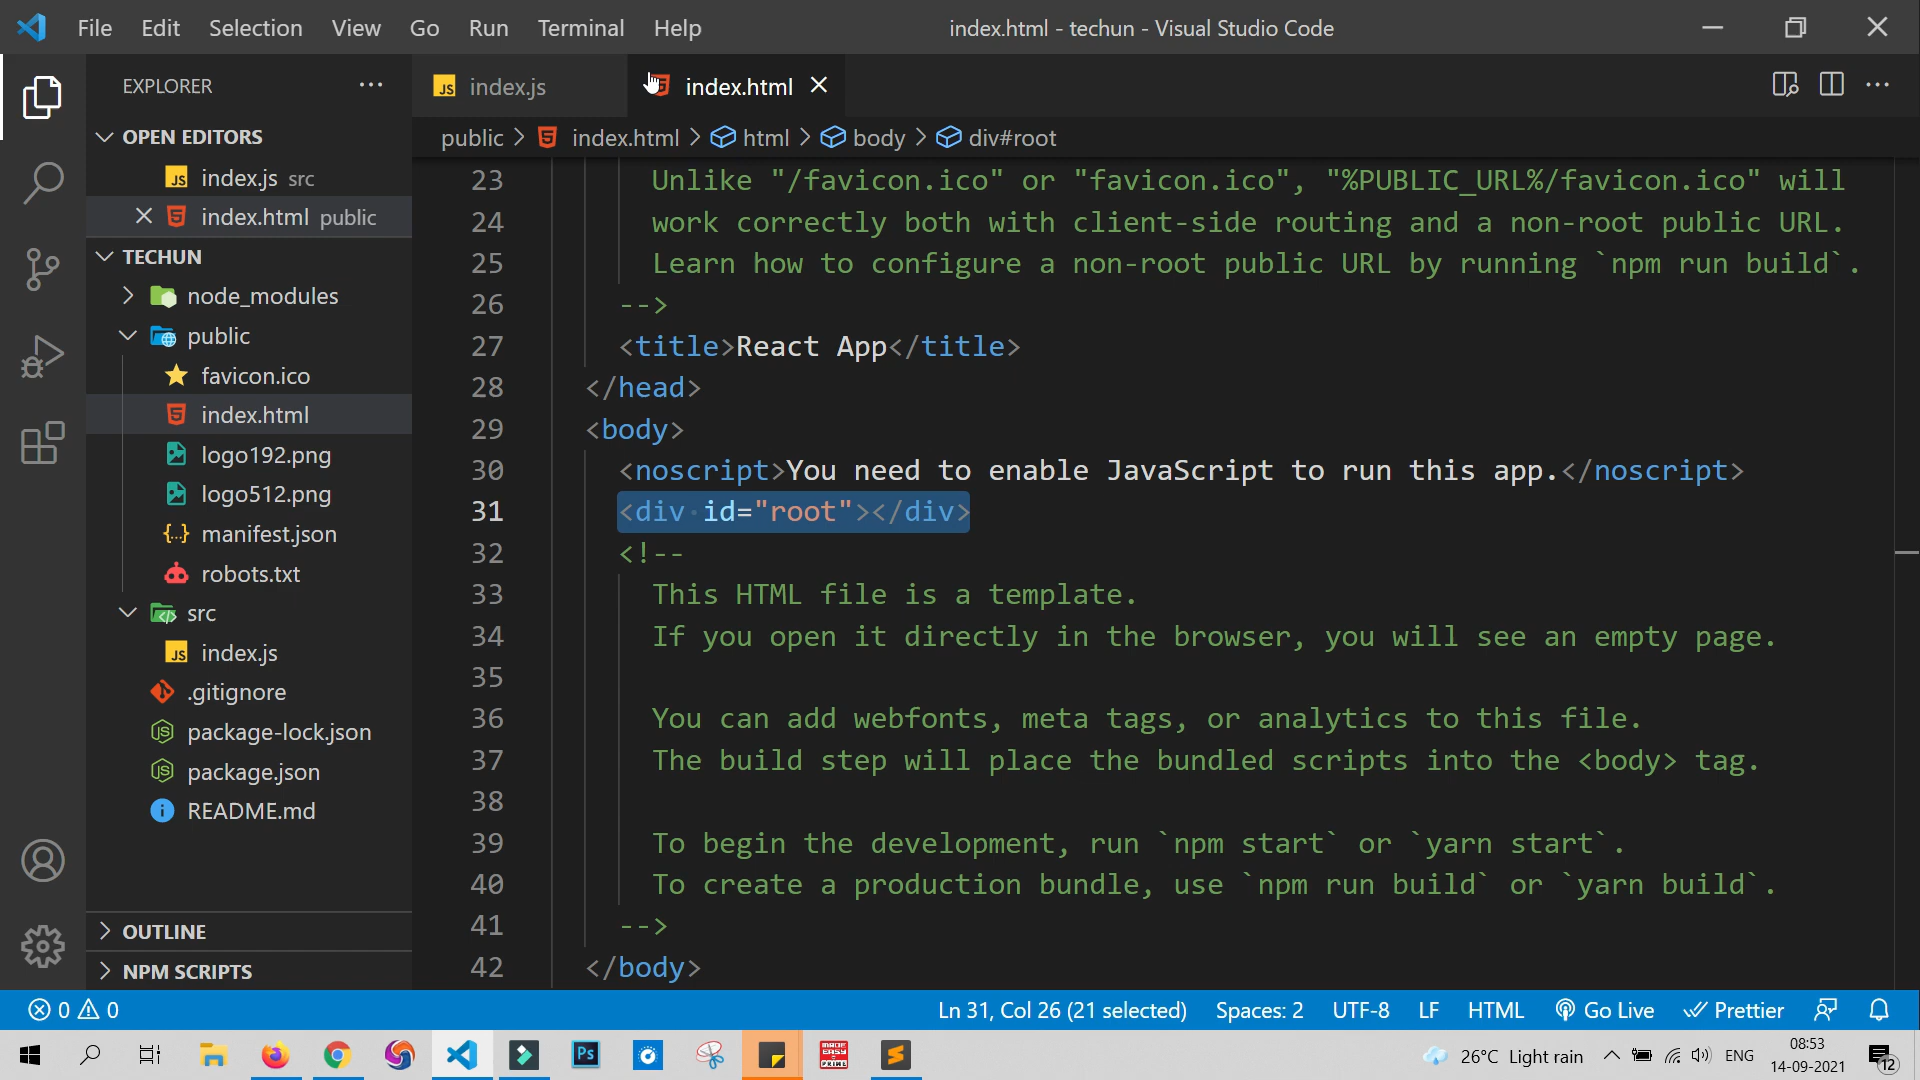 File Edit Selection View Go Run Terminal Help
index.html - techun - Visual Studio Code
EXPLORER
OPEN EDITORS
JS index.js src
index.html public
TECHUN
node_modules
public
favicon.ico
index.html
logo192.png
logo512.png
manifest.json
robots.txt
src
JS index.js
.gitignore
package-lock.json
package.json
README.md
OUTLINE
NPM SCRIPTS
JS index.js
index.html
public > index.html > html > body > div#root
23 Unlike "/favicon.ico" or "favicon.ico", "%PUBLIC_URL%/favicon.ico" will
24 work correctly both with client-side routing and a non-root public URL.
25 Learn how to configure a non-root public URL by running `npm run build`.
26 -->
27 <title>React App</title>
28 </head>
29 <body>
30 <noscript>You need to enable JavaScript to run this app.</noscript>
31 <div id="root"></div>
32 <!--
33 This HTML file is a template.
34 If you open it directly in the browser, you will see an empty page.
35
36 You can add webfonts, meta tags, or analytics to this file.
37 The build step will place the bundled scripts into the <body> tag.
38
39 To begin the development, run `npm start` or `yarn start`.
40 To create a production bundle, use `npm run build` or `yarn build`.
41 -->
42 </body>
0 0
Ln 31, Col 26 (21 selected) Spaces: 2 UTF-8 LF HTML Go Live Prettier
Ps
MADE EASY PRIME
26°C Light rain
ENG
08:53
14-09-2021
12